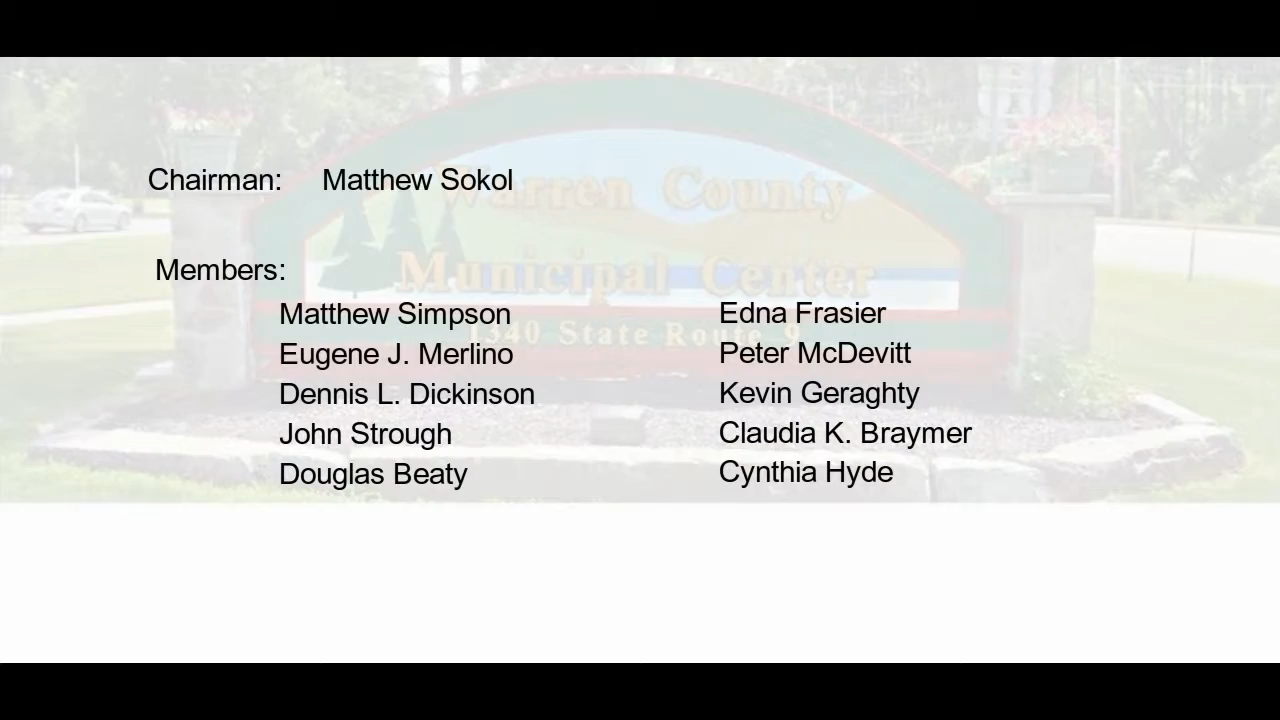 Chairman: Matthew Sokol
Warren County
Municipal Center
1340 State Route 9
Members:
Matthew Simpson
Eugene J. Merlino
Dennis L. Dickinson
John Strough
Douglas Beaty
Edna Frasier
Peter McDevitt
Kevin Geraghty
Claudia K. Braymer
Cynthia Hyde